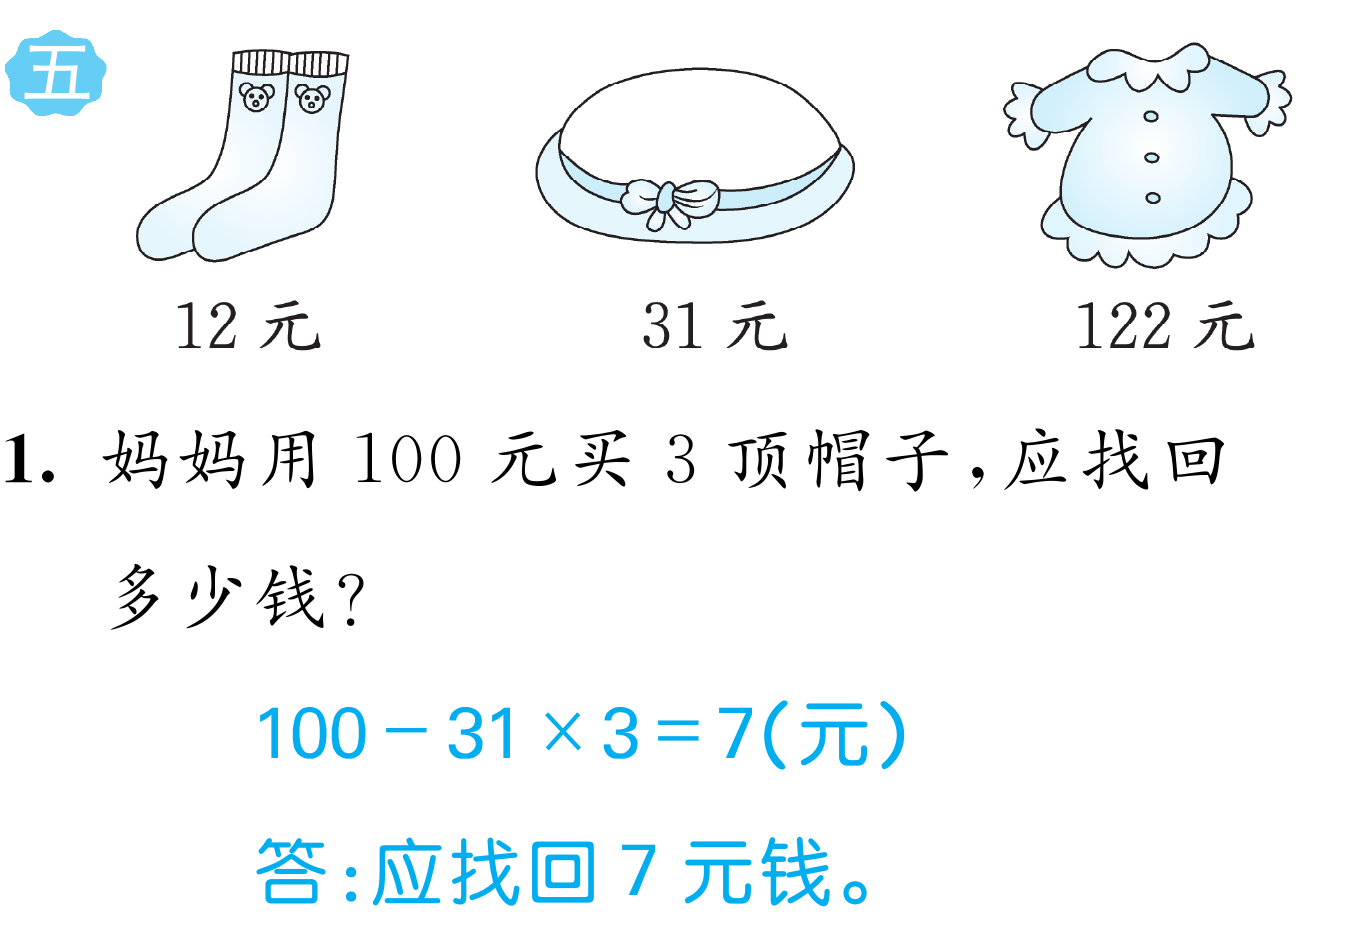 五
12 元 31 元 122 元
1. 妈妈用 100 元买 3 顶帽子,应找回
多少钱?
100 − 31 × 3 = 7(元)
答:应找回 7 元钱。